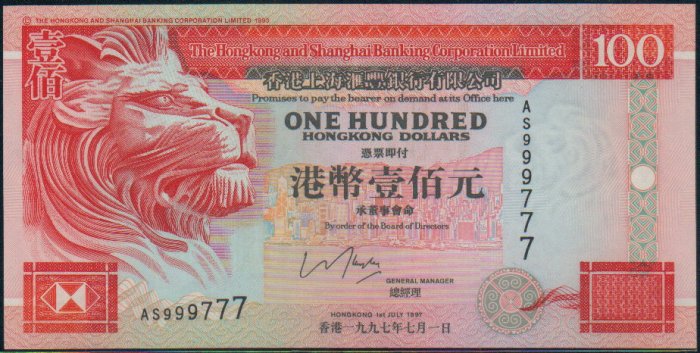 © THE HONGKONG AND SHANGHAI BANKING CORPORATION LIMITED 1993
壹佰
The Hongkong and Shanghai Banking Corporation Limited
100
香港上海滙豐銀行有限公司
Promises to pay the bearer on demand at its Office here
ONE HUNDRED
HONGKONG DOLLARS
憑票即付
港幣壹佰元
承董事會命
By order of the Board of Directors
AS999777
GENERAL MANAGER
總經理
AS999777
HONGKONG 1st JULY 1997
香港一九九七年七月一日
100